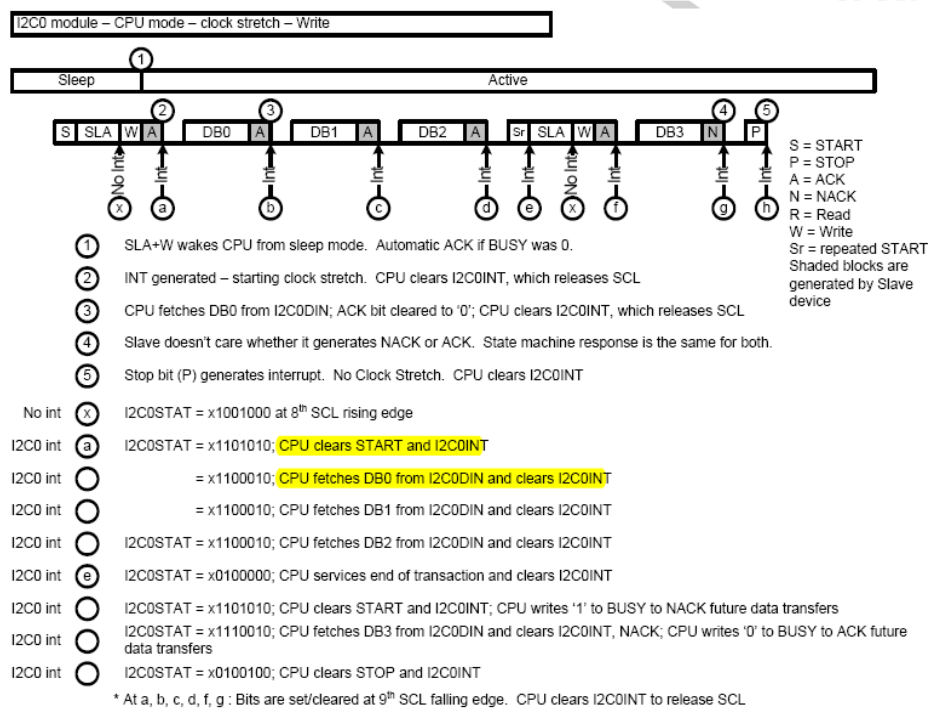 I2C0 module – CPU mode – clock stretch – Write
1
Sleep Active
2 3 4 5
S SLA W A DB0 A DB1 A DB2 A Sr SLA W A DB3 N P
No Int Int Int Int Int Int No Int Int Int Int
x a b c d e x f g h
S = START
P = STOP
A = ACK
N = NACK
R = Read
W = Write
Sr = repeated START
Shaded blocks are
generated by Slave
device
1 SLA+W wakes CPU from sleep mode. Automatic ACK if BUSY was 0.
2 INT generated – starting clock stretch. CPU clears I2C0INT, which releases SCL
3 CPU fetches DB0 from I2C0DIN; ACK bit cleared to ‘0’; CPU clears I2C0INT, which releases SCL
4 Slave doesn’t care whether it generates NACK or ACK. State machine response is the same for both.
5 Stop bit (P) generates interrupt. No Clock Stretch. CPU clears I2C0INT
No int x I2C0STAT = x1001000 at 8th SCL rising edge
I2C0 int a I2C0STAT = x1101010; CPU clears START and I2C0INT
I2C0 int = x1100010; CPU fetches DB0 from I2C0DIN and clears I2C0INT
I2C0 int = x1100010; CPU fetches DB1 from I2C0DIN and clears I2C0INT
I2C0 int I2C0STAT = x1100010; CPU fetches DB2 from I2C0DIN and clears I2C0INT
I2C0 int e I2C0STAT = x0100000; CPU services end of transaction and clears I2C0INT
I2C0 int I2C0STAT = x1101010; CPU clears START and I2C0INT; CPU writes ‘1’ to BUSY to NACK future data transfers
I2C0 int I2C0STAT = x1110010; CPU fetches DB3 from I2C0DIN and clears I2C0INT, NACK; CPU writes ‘0’ to BUSY to ACK future
data transfers
I2C0 int I2C0STAT = x0100100; CPU clears STOP and I2C0INT
* At a, b, c, d, f, g : Bits are set/cleared at 9th SCL falling edge. CPU clears I2C0INT to release SCL